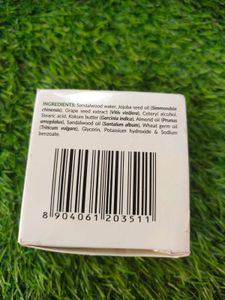 INGREDIENTS: Sandalwood water, Jojoba seed oil (Simmondsia
chinensis), Grape seed extract (Vitis vinifera), Ceteryl alcohol,
Stearic acid, Kokum butter (Garcinia indica), Almond oil (Prunus
amygdalus), Sandalwood oil (Santalum album), Wheat germ oil
(Triticum vulgare), Glycerin, Potassium hydroxide & Sodium
benzoate.
8 904061 203511